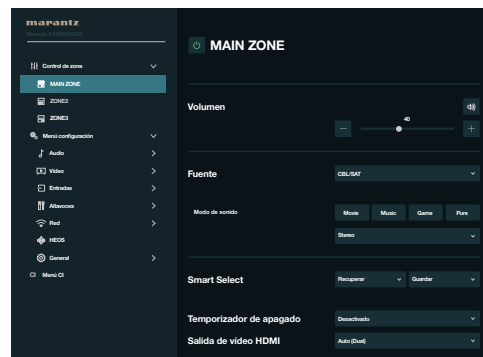 marantz
Control de zona
MAIN ZONE
ZONE2
ZONE3
Menú configuración
Audio
Vídeo
Entradas
Altavoces
Red
HEOS
General
CI Menú CI
MAIN ZONE
Volumen
40
Fuente
CBL/SAT
Modo de sonido
Movie Music Game Pure
Stereo
Smart Select
Recuperar Guardar
Temporizador de apagado
Desactivado
Salida de vídeo HDMI
Auto (Dual)